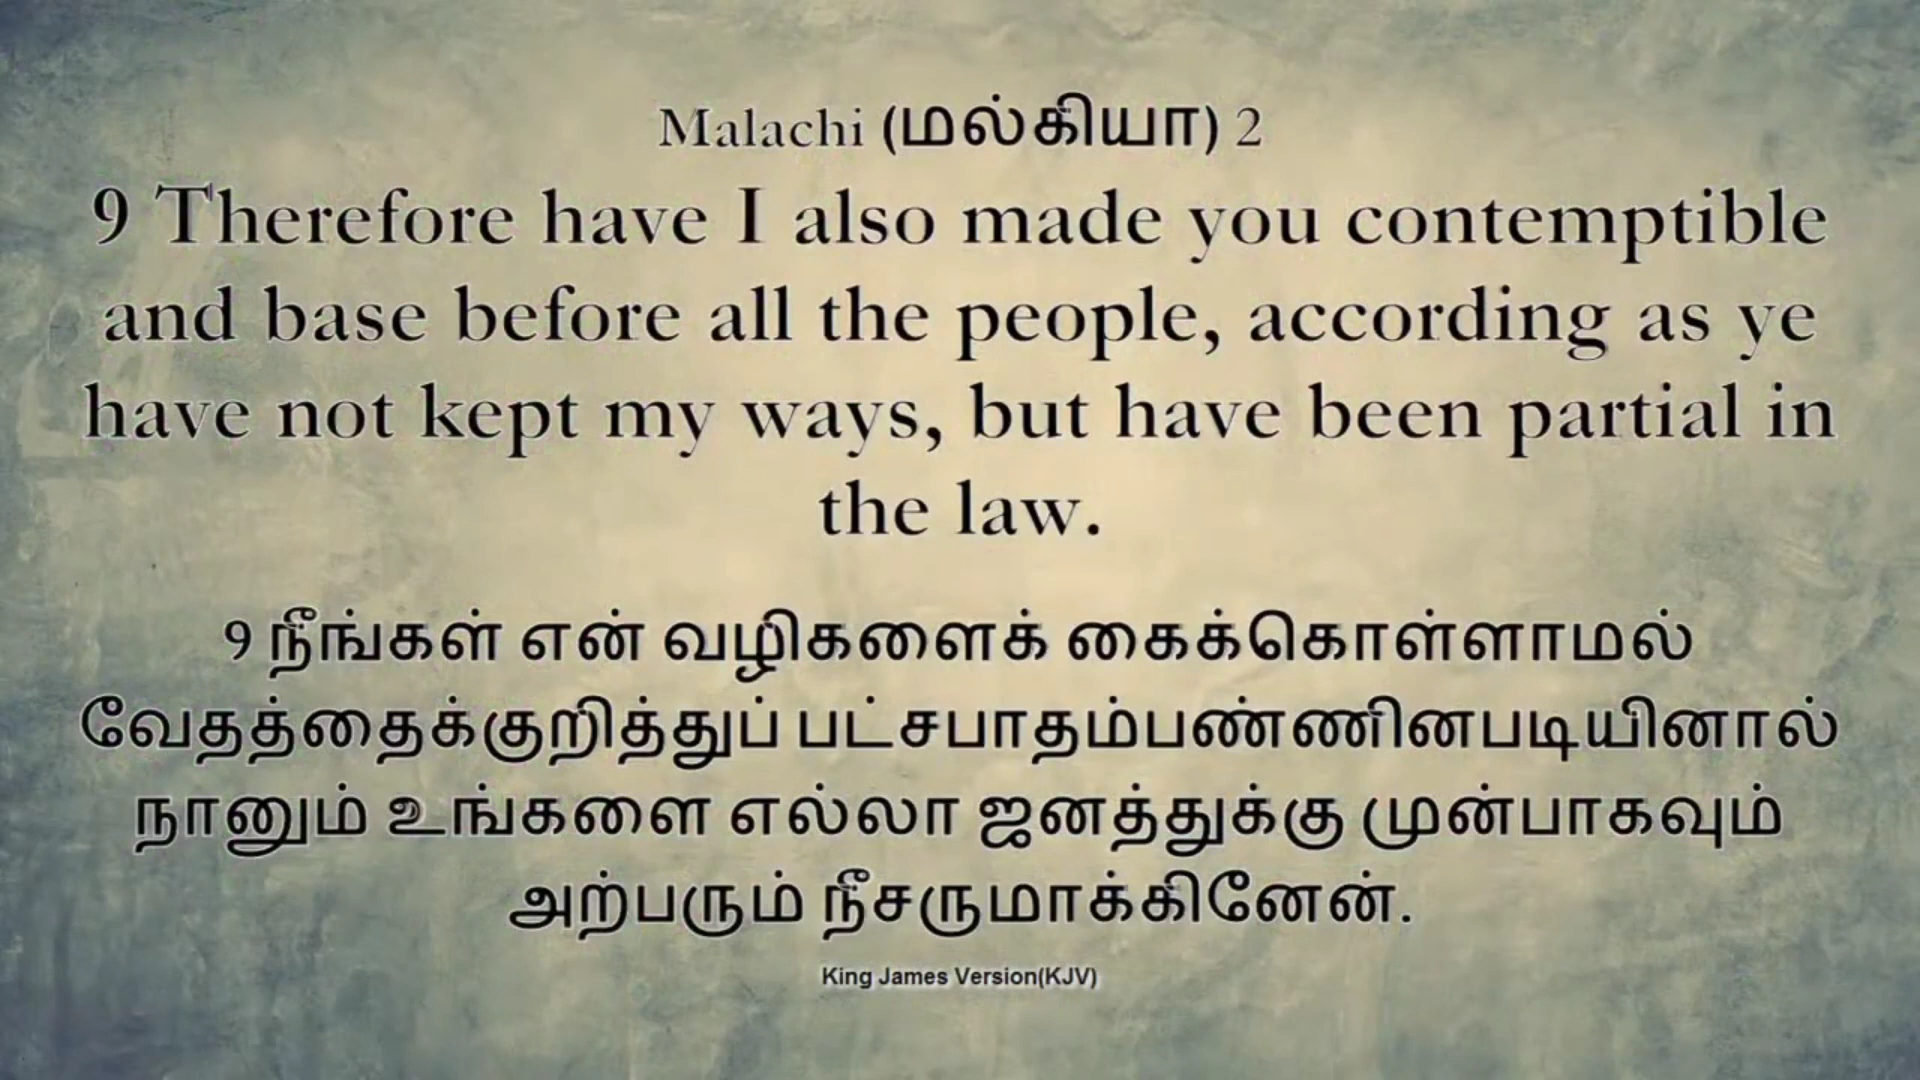 Malachi (மல்கியா) 2
9 Therefore have I also made you contemptible
and base before all the people, according as ye
have not kept my ways, but have been partial in
the law.
9 நீங்கள் என் வழிகளைக் கைக்கொள்ளாமல்
வேதத்தைக்குறித்துப் பட்சபாதம்பண்ணினபடியினால்
நானும் உங்களை எல்லா ஜனத்துக்கு முன்பாகவும்
அற்பரும் நீசருமாக்கினேன்.
King James Version(KJV)